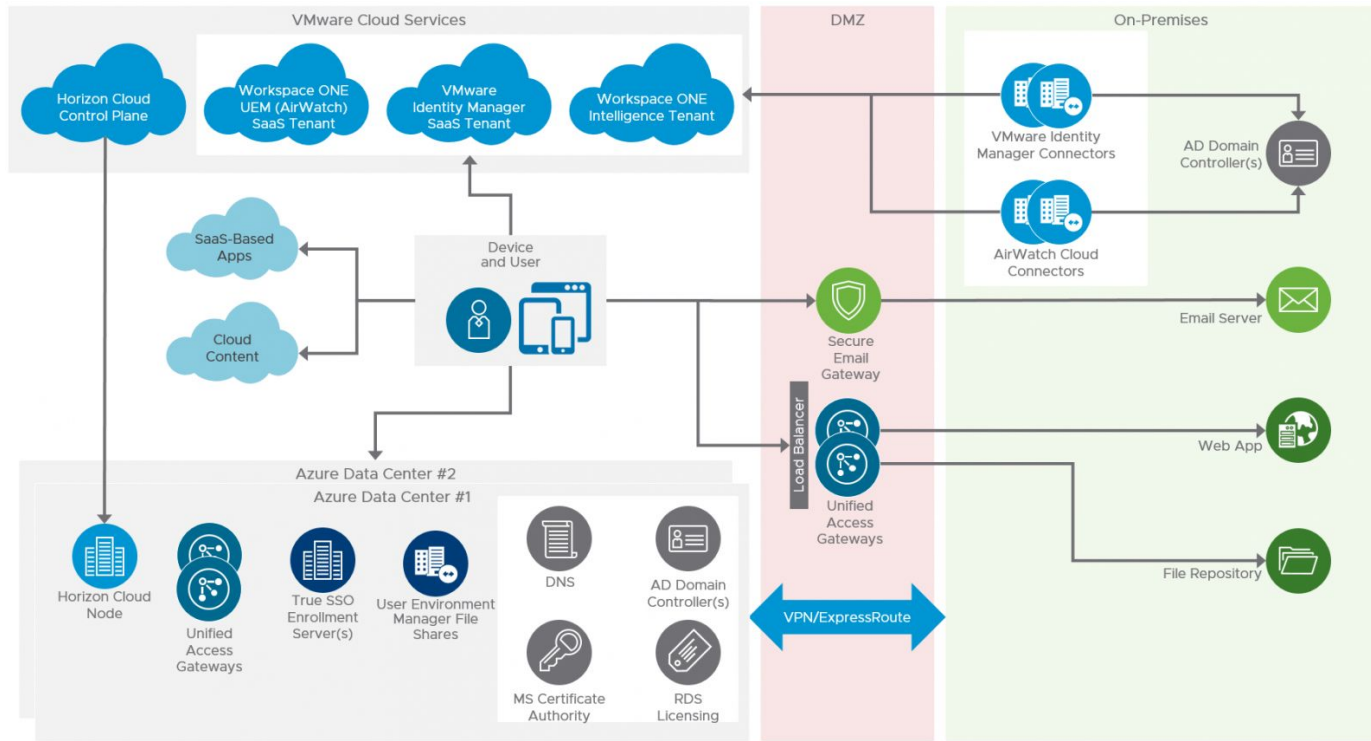 VMware Cloud Services
DMZ
On-Premises
Horizon Cloud
Control Plane
Workspace ONE
UEM (AirWatch)
SaaS Tenant
VMware
Identity Manager
SaaS Tenant
Workspace ONE
Intelligence Tenant
VMware Identity
Manager Connectors
AD Domain
Controller(s)
AirWatch Cloud
Connectors
SaaS-Based
Apps
Cloud
Content
Device
and User
Secure
Email
Gateway
Email Server
Load Balancer
Unified
Access
Gateways
Web App
File Repository
Azure Data Center #2
Azure Data Center #1
Horizon Cloud
Node
Unified
Access
Gateways
True SSO
Enrollment
Server(s)
User Environment
Manager File
Shares
DNS
AD Domain
Controller(s)
MS Certificate
Authority
RDS
Licensing
VPN/ExpressRoute